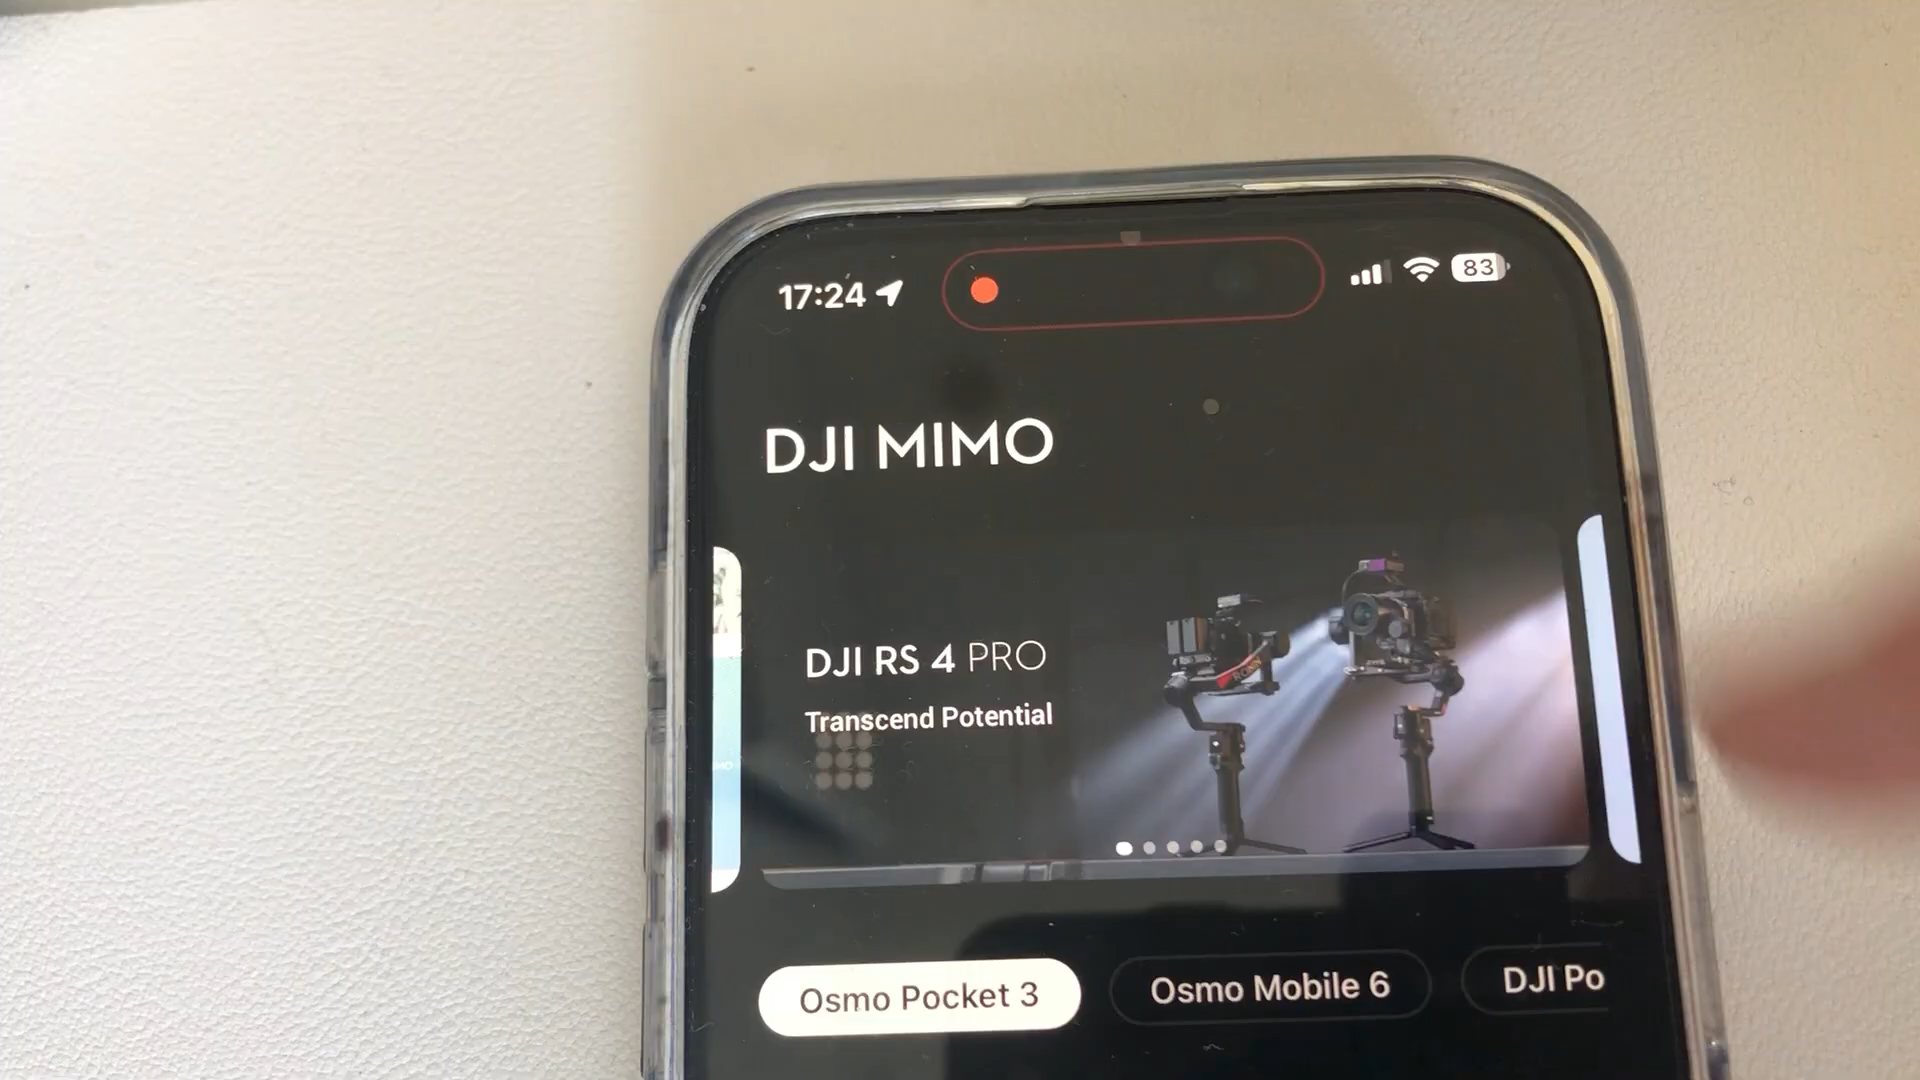 17:24
83
DJI MIMO
DJI RS 4 PRO
Transcend Potential
Osmo Pocket 3
Osmo Mobile 6
DJI Po